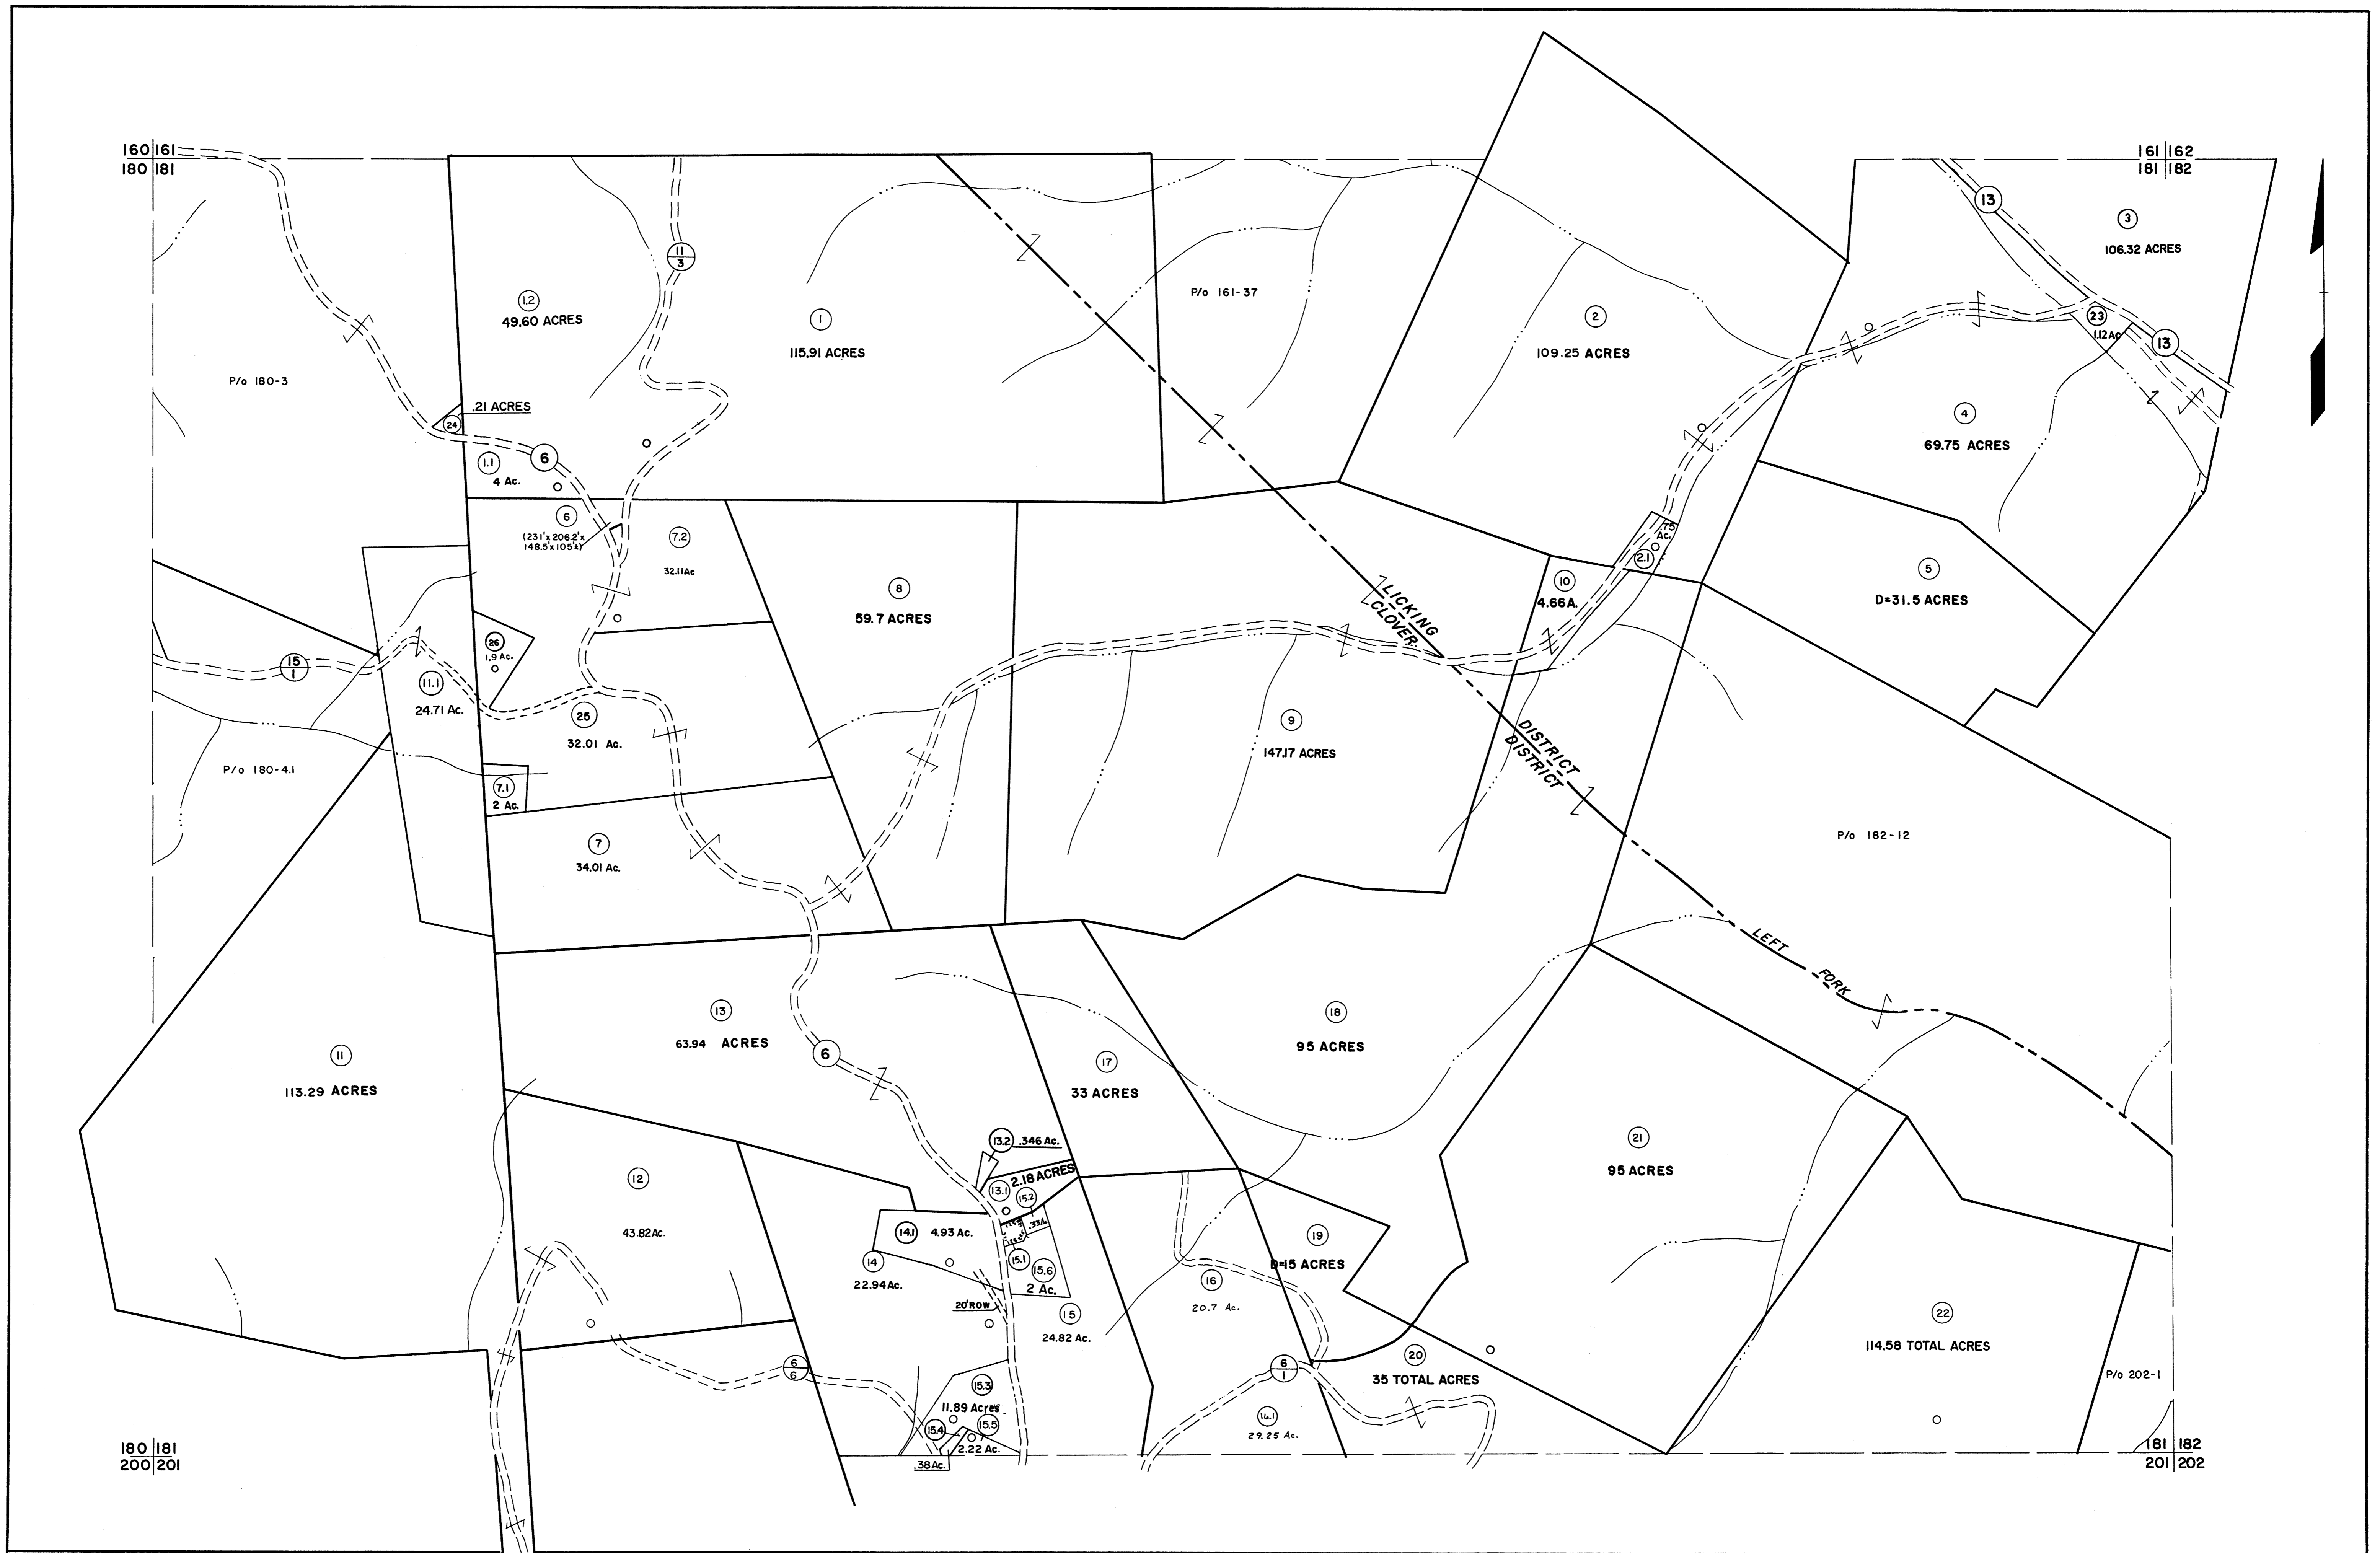 160 161
180 181
161 162
181 182
13
3
106.32 ACRES
11
3
1.2
49.60 ACRES
1
115.91 ACRES
P/o 161-37
2
109.25 ACRES
23
1.12 Ac
13
P/o 180-3
.21 ACRES
24
4
69.75 ACRES
1.1
4 Ac.
6
6
(231'x 206.2'x
148.5'x 105'±)
7.2
32.11Ac
.75
Ac.
2.1
8
59.7 ACRES
10
4.66A.
5
D=31.5 ACRES
LICKING
CLOVER
26
1.9 Ac.
15
1
11.1
24.71 Ac.
25
32.01 Ac.
9
147.17 ACRES
DISTRICT
DISTRICT
P/o 180-4.1
7.1
2 Ac.
7
34.01 Ac.
P/o 182-12
LEFT
FORK
13
63.94 ACRES
6
18
95 ACRES
11
113.29 ACRES
17
33 ACRES
13.2 .346 Ac.
21
95 ACRES
12
43.82Ac.
13.1
2.18 ACRES
15.2
.33A.
14.1 4.93 Ac.
14
22.94Ac.
15.1
15.6
2 Ac.
19
D=15 ACRES
16
20.7 Ac.
20'ROW
15
24.82 Ac.
22
114.58 TOTAL ACRES
6
6
6
1
20
35 TOTAL ACRES
P/o 202-1
15.3
11.89 Acres
15.4
15.5
2.22 Ac.
.38Ac.
16.1
29.25 Ac.
180 181
200 201
181 182
201 202